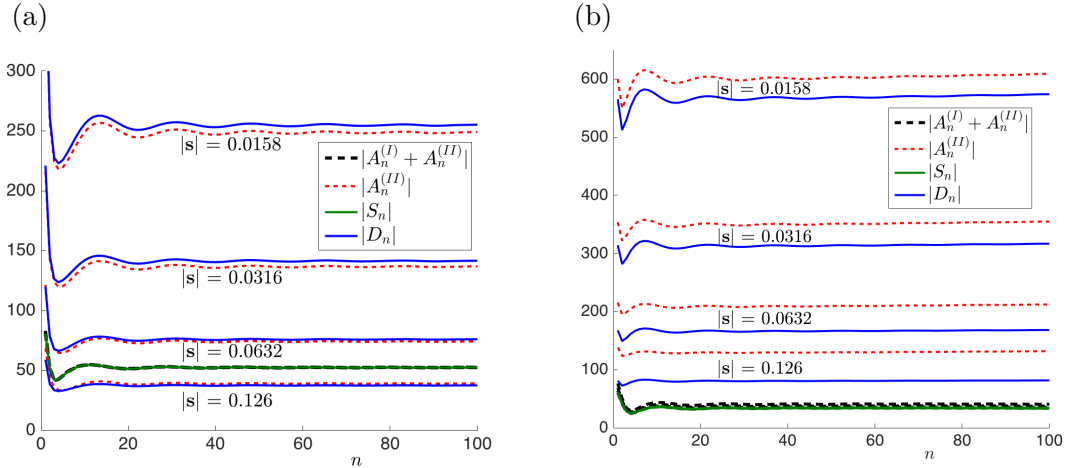 (a)
300
250
200
150
100
50
0
0 20 40 60 80 100
n
|s| = 0.0158
|s| = 0.0316
|s| = 0.0632
|s| = 0.126
|A_n^{(I)} + A_n^{(II)}|
|A_n^{(II)}|
|S_n|
|D_n|
(b)
600
500
400
300
200
100
0
0 20 40 60 80 100
n
|s| = 0.0158
|s| = 0.0316
|s| = 0.0632
|s| = 0.126
|A_n^{(I)} + A_n^{(II)}|
|A_n^{(II)}|
|S_n|
|D_n|